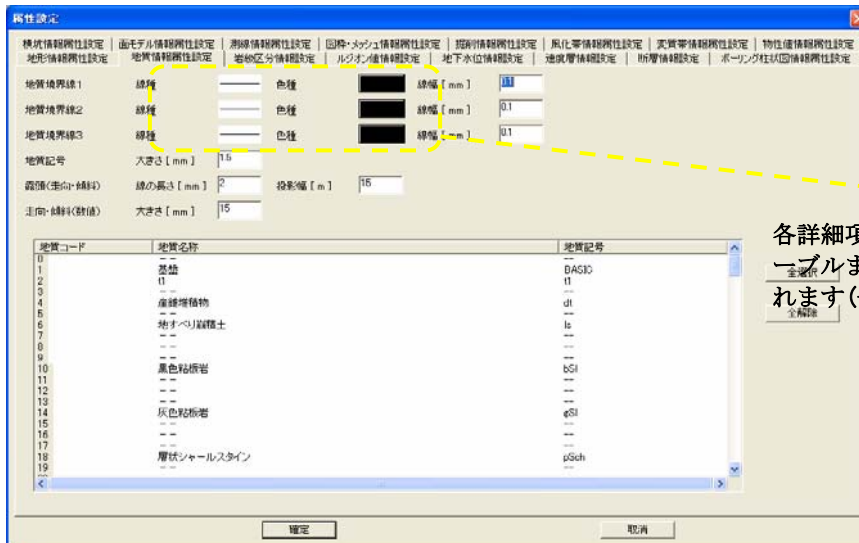 属性設定
横坑情報属性設定 面モデル情報属性設定 測線情報属性設定 図枠・メッシュ情報属性設定 掘削情報属性設定 風化帯情報属性設定 変質帯情報属性設定 物性値情報属性設定
地形情報属性設定 地質情報属性設定 岩級区分情報属性設定 ルジオン値情報設定 地下水位情報設定 速度層情報設定 断層情報設定 ボーリング柱状図情報属性設定
地質境界線1 線種 色種 線幅 [mm] 0.1
地質境界線2 線種 色種 線幅 [mm] 0.1
地質境界線3 線種 色種 線幅 [mm] 0.1
地質記号 大きさ [mm] 1.5
露頭(走向・傾斜) 線の長さ [mm] 2 投影幅 [m] 15
走向・傾斜(数値) 大きさ [mm] 15
各詳細項
ーブルま
れます(
地質コード 地質名称 地質記号
0 -- --
1 基盤 BASIC
2 t1 t1
3 -- --
4 崖錐堆積物 dt
5 -- --
6 地すべり崩積土 ls
7 -- --
8 -- --
9 -- --
10 黒色粘板岩 bSl
11 -- --
12 -- --
13 -- --
14 灰色粘板岩 gSl
15 -- --
16 -- --
17 -- --
18 層状シャールスタイン pSch
19 -- --
全選択
全解除
確定 取消